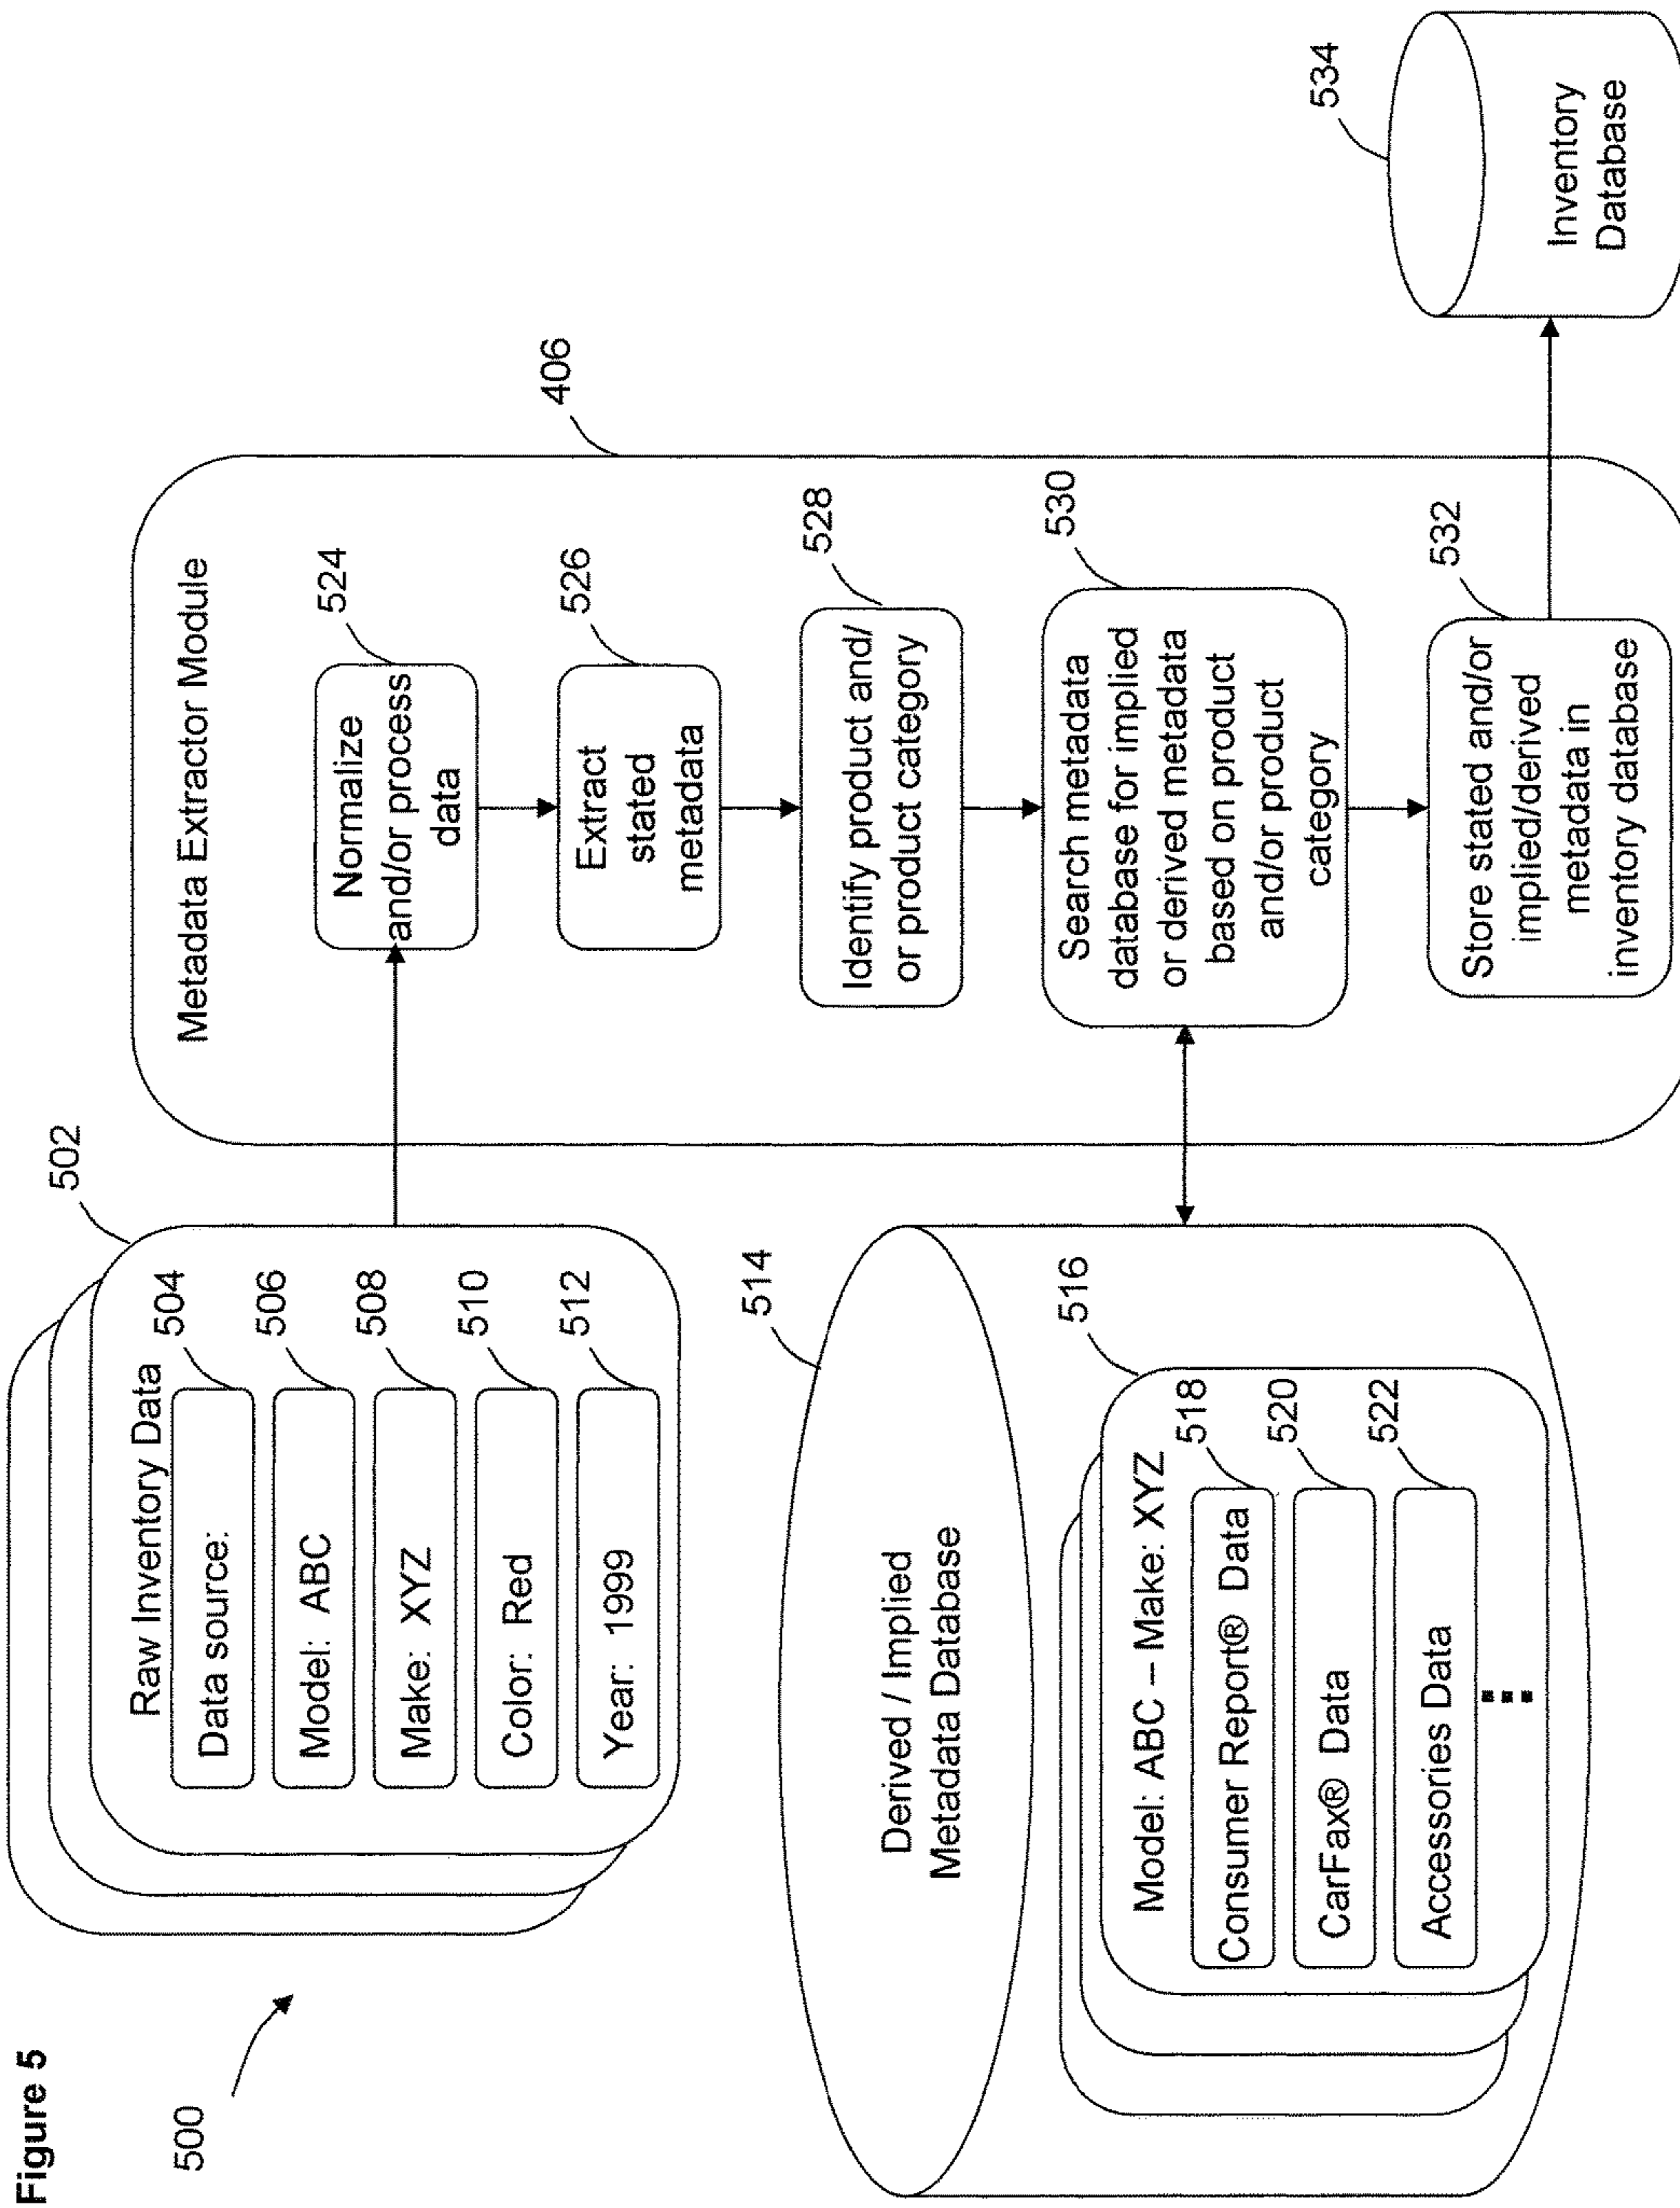 Figure 5
500
502
Raw Inventory Data
504
Data source:
506
Model: ABC
508
Make: XYZ
510
Color: Red
512
Year: 1999
514
Derived / Implied
Metadata Database
516
Model: ABC – Make: XYZ
518
Consumer Report® Data
520
CarFax® Data
522
Accessories Data
406
Metadata Extractor Module
524
Normalize
and/or process
data
526
Extract
stated
metadata
528
Identify product and/
or product category
530
Search metadata
database for implied
or derived metadata
based on product
and/or product
category
532
Store stated and/or
implied/derived
metadata in
inventory database
534
Inventory
Database